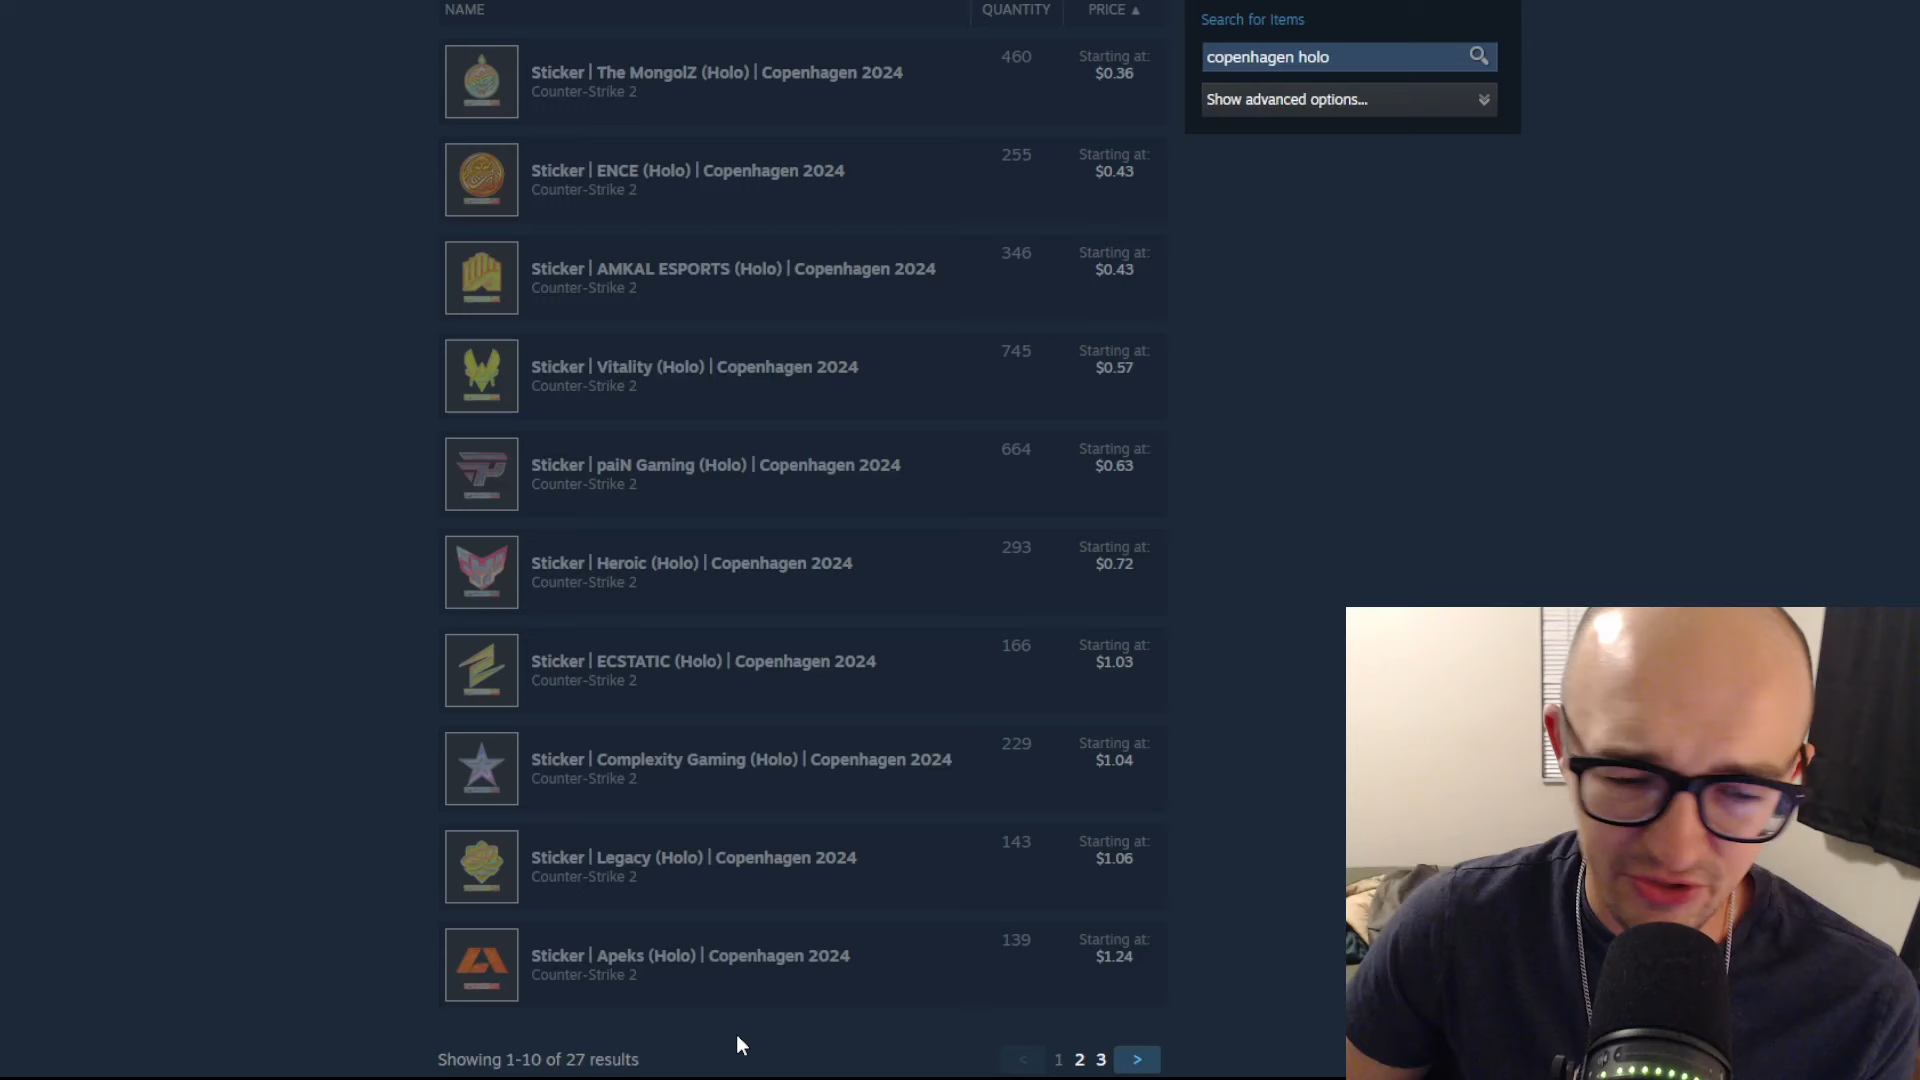 NAME QUANTITY PRICE ▲
Sticker | The MongolZ (Holo) | Copenhagen 2024
Counter-Strike 2
460
Starting at:
$0.36
Sticker | ENCE (Holo) | Copenhagen 2024
Counter-Strike 2
255
Starting at:
$0.43
Sticker | AMKAL ESPORTS (Holo) | Copenhagen 2024
Counter-Strike 2
346
Starting at:
$0.43
Sticker | Vitality (Holo) | Copenhagen 2024
Counter-Strike 2
745
Starting at:
$0.57
Sticker | paiN Gaming (Holo) | Copenhagen 2024
Counter-Strike 2
664
Starting at:
$0.63
Sticker | Heroic (Holo) | Copenhagen 2024
Counter-Strike 2
293
Starting at:
$0.72
Sticker | ECSTATIC (Holo) | Copenhagen 2024
Counter-Strike 2
166
Starting at:
$1.03
Sticker | Complexity Gaming (Holo) | Copenhagen 2024
Counter-Strike 2
229
Starting at:
$1.04
Sticker | Legacy (Holo) | Copenhagen 2024
Counter-Strike 2
143
Starting at:
$1.06
Sticker | Apeks (Holo) | Copenhagen 2024
Counter-Strike 2
139
Starting at:
$1.24
Showing 1-10 of 27 results
< 1 2 3 >
Search for Items
copenhagen holo
Show advanced options...